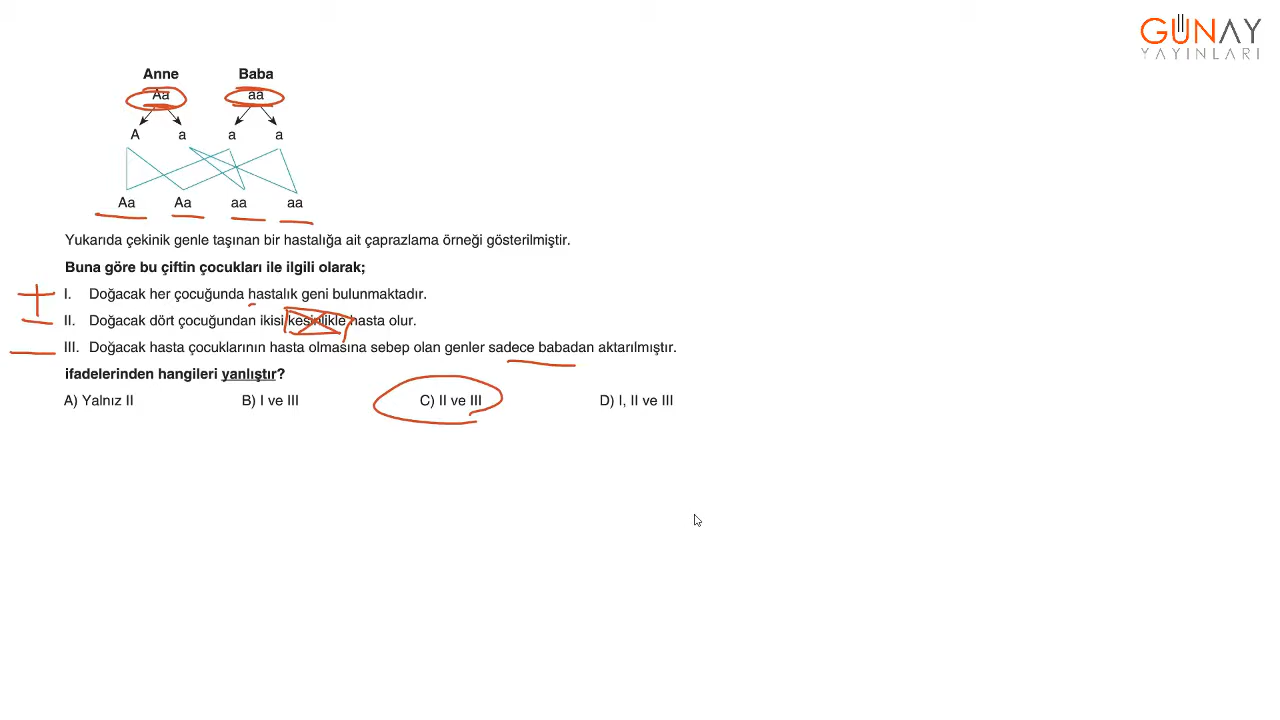 GÜNAY
YAYINLARI
Anne Baba
Aa aa
A a a a
Aa Aa aa aa
Yukarıda çekinik genle taşınan bir hastalığa ait çaprazlama örneği gösterilmiştir.
Buna göre bu çiftin çocukları ile ilgili olarak;
I. Doğacak her çocuğunda hastalık geni bulunmaktadır.
II. Doğacak dört çocuğundan ikisi kesinlikle hasta olur.
III. Doğacak hasta çocuklarının hasta olmasına sebep olan genler sadece babadan aktarılmıştır.
ifadelerinden hangileri yanlıştır?
A) Yalnız II B) I ve III C) II ve III D) I, II ve III